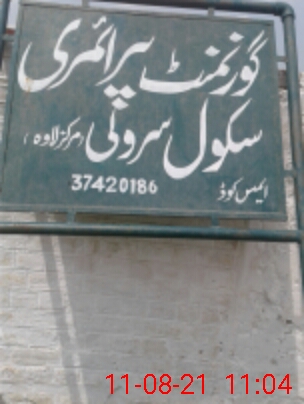 گورنمنٹ پرائمری
سکول سروٹی (مرکز لاوہ)
ایمس کوڈ 37420186
11-08-21 11:04